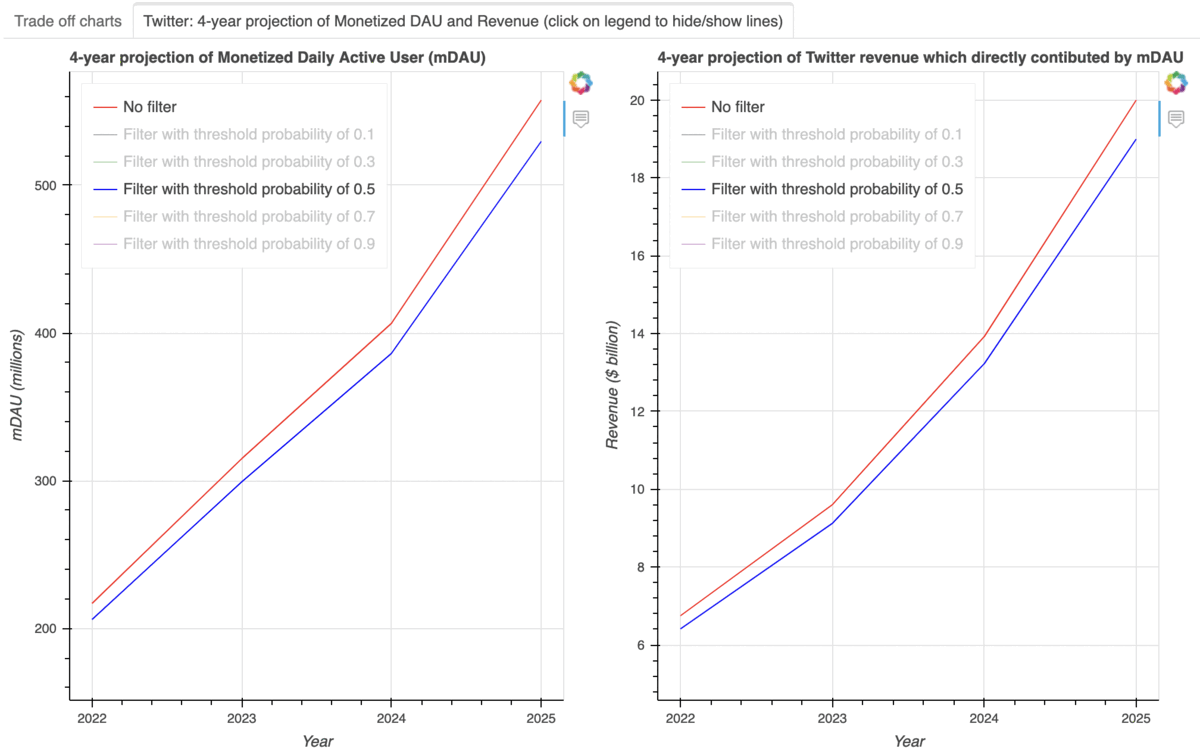 Trade off charts
Twitter: 4-year projection of Monetized DAU and Revenue (click on legend to hide/show lines)
4-year projection of Monetized Daily Active User (mDAU)
No filter
Filter with threshold probability of 0.1
Filter with threshold probability of 0.3
Filter with threshold probability of 0.5
Filter with threshold probability of 0.7
Filter with threshold probability of 0.9
500
400
300
200
mDAU (millions)
2022
2023
2024
2025
Year
4-year projection of Twitter revenue which directly contibuted by mDAU
No filter
Filter with threshold probability of 0.1
Filter with threshold probability of 0.3
Filter with threshold probability of 0.5
Filter with threshold probability of 0.7
Filter with threshold probability of 0.9
20
18
16
14
12
10
8
6
Revenue ($ billion)
2022
2023
2024
2025
Year